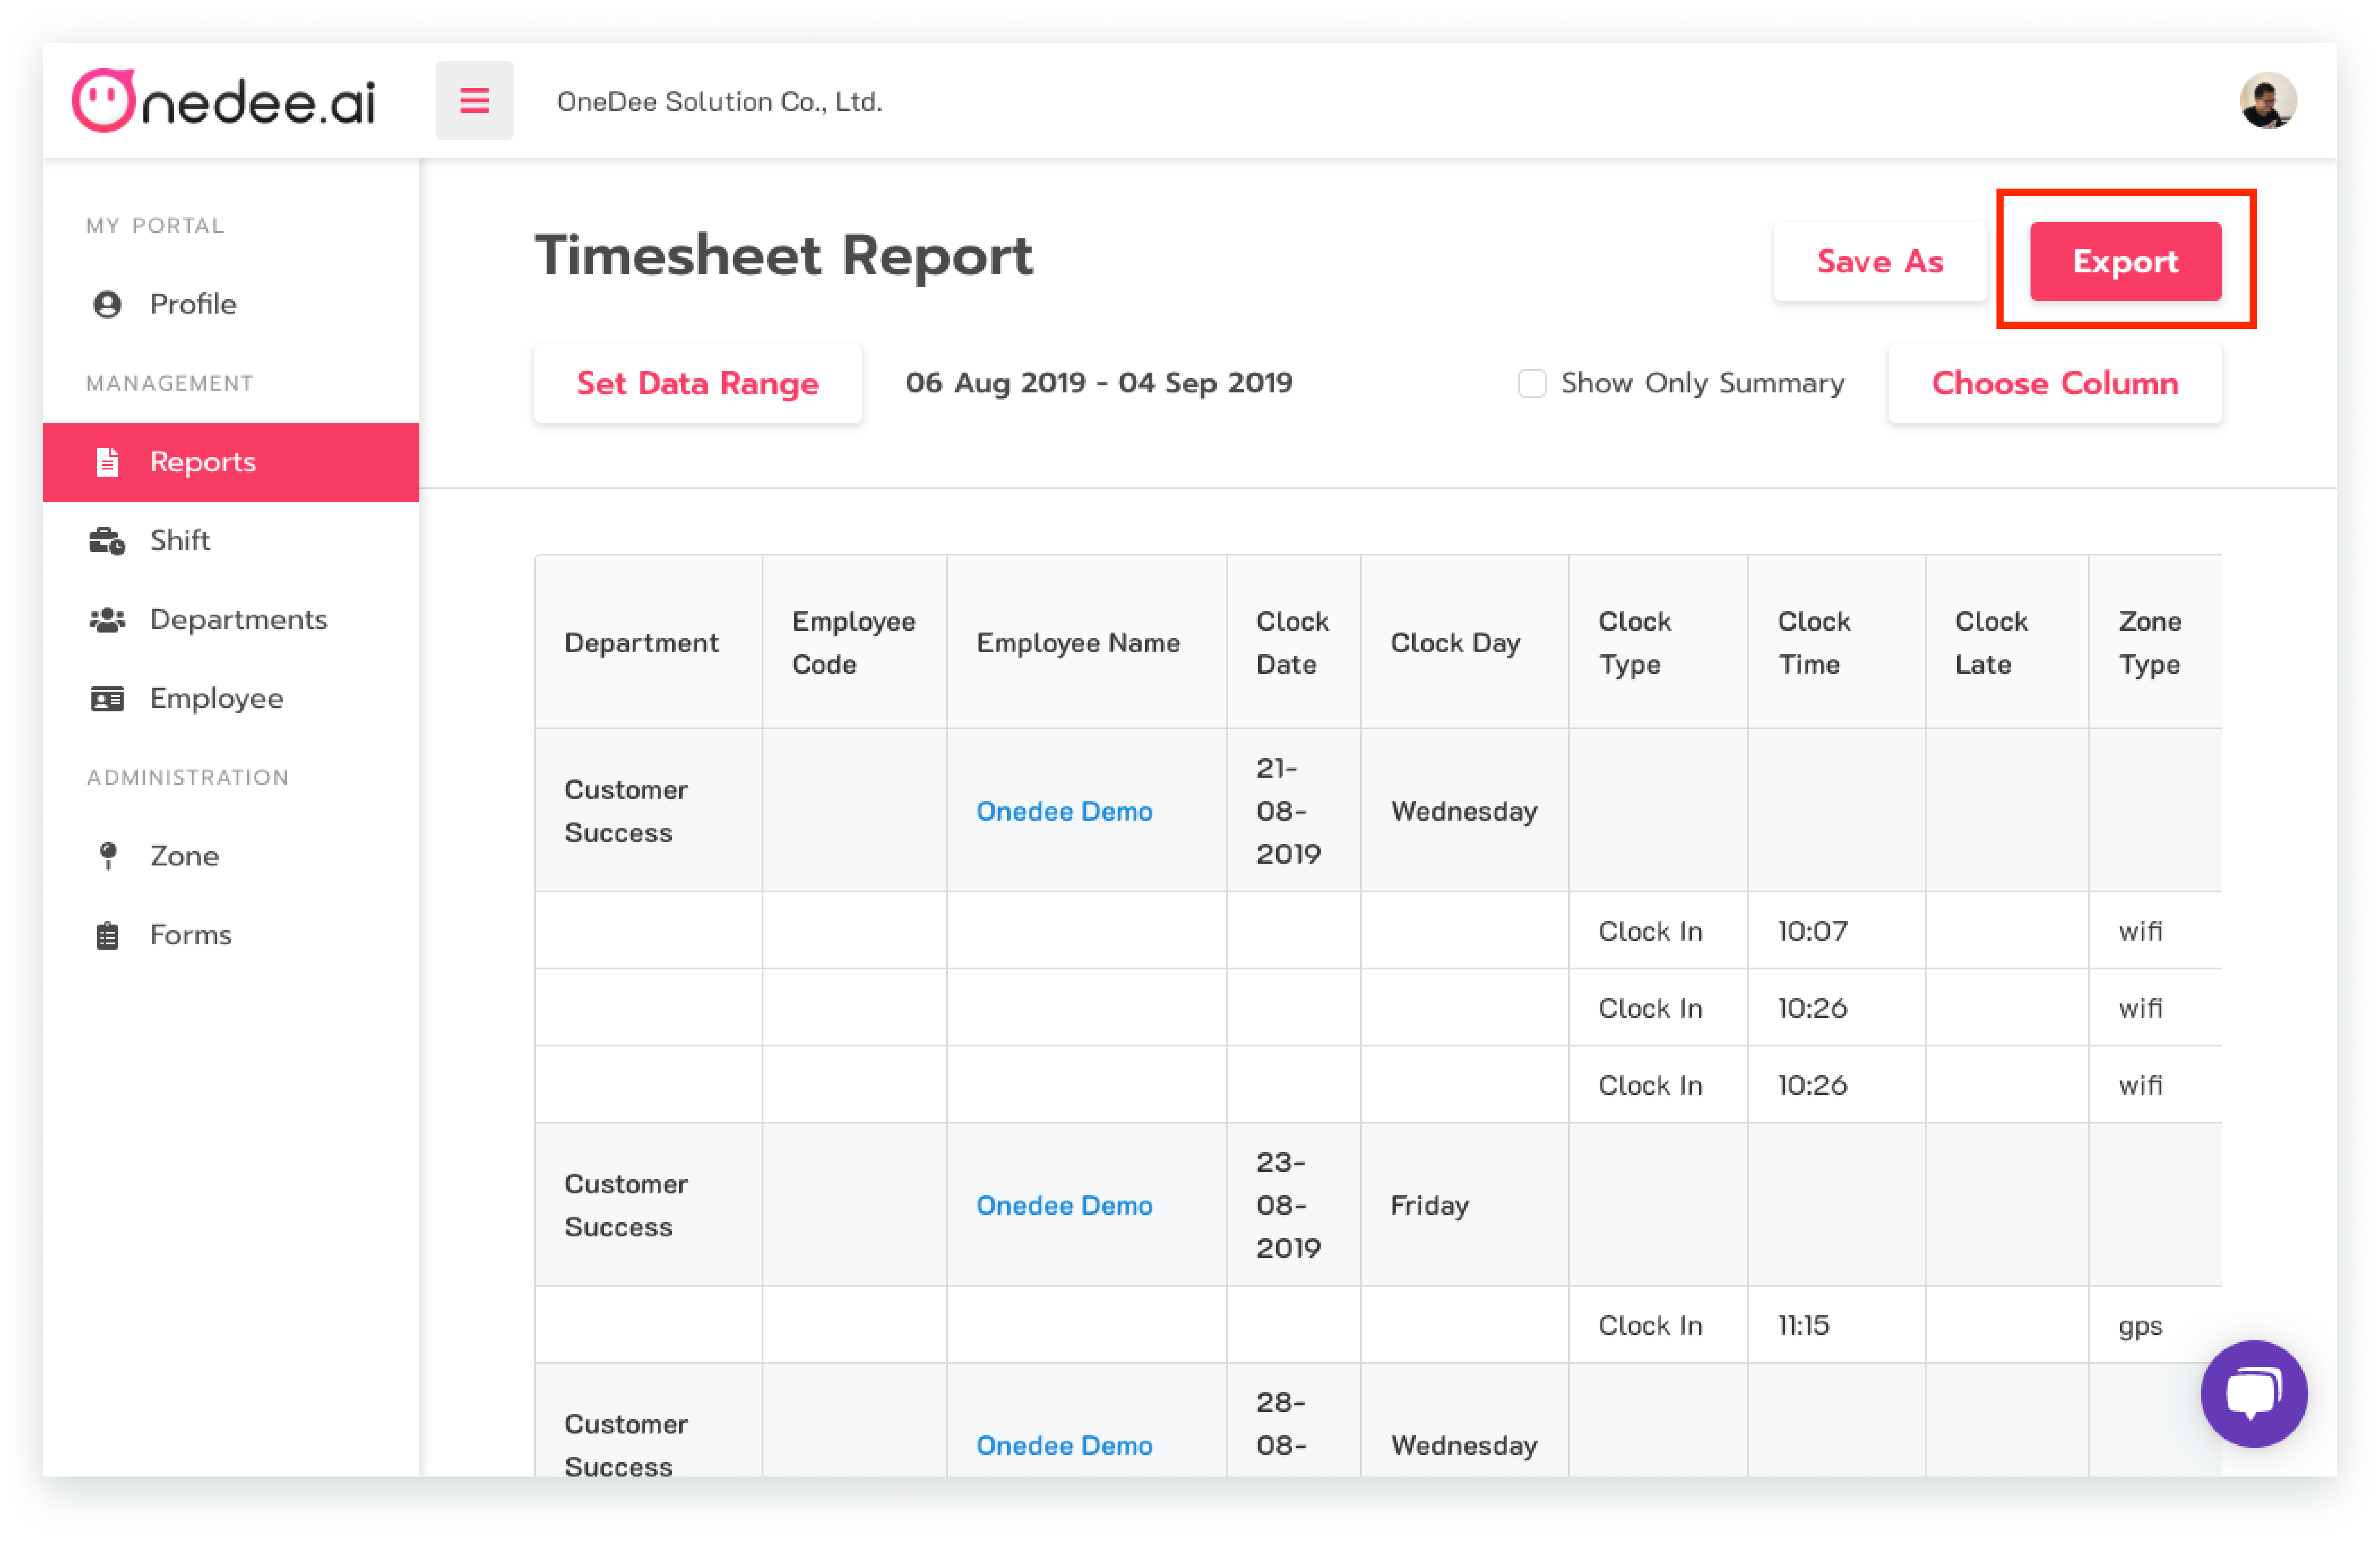 Onedee.ai
OneDee Solution Co., Ltd.
MY PORTAL
Profile
MANAGEMENT
Reports
Shift
Departments
Employee
ADMINISTRATION
Zone
Forms
Timesheet Report
Save As
Export
Set Data Range
06 Aug 2019 - 04 Sep 2019
Show Only Summary
Choose Column
Department
Employee
Code
Employee Name
Clock
Date
Clock Day
Clock
Type
Clock
Time
Clock
Late
Zone
Type
Customer
Success
Onedee Demo
21-
08-
2019
Wednesday
Clock In
10:07
wifi
Clock In
10:26
wifi
Clock In
10:26
wifi
Customer
Success
Onedee Demo
23-
08-
2019
Friday
Clock In
11:15
gps
Customer
Success
Onedee Demo
28-
08-
Wednesday